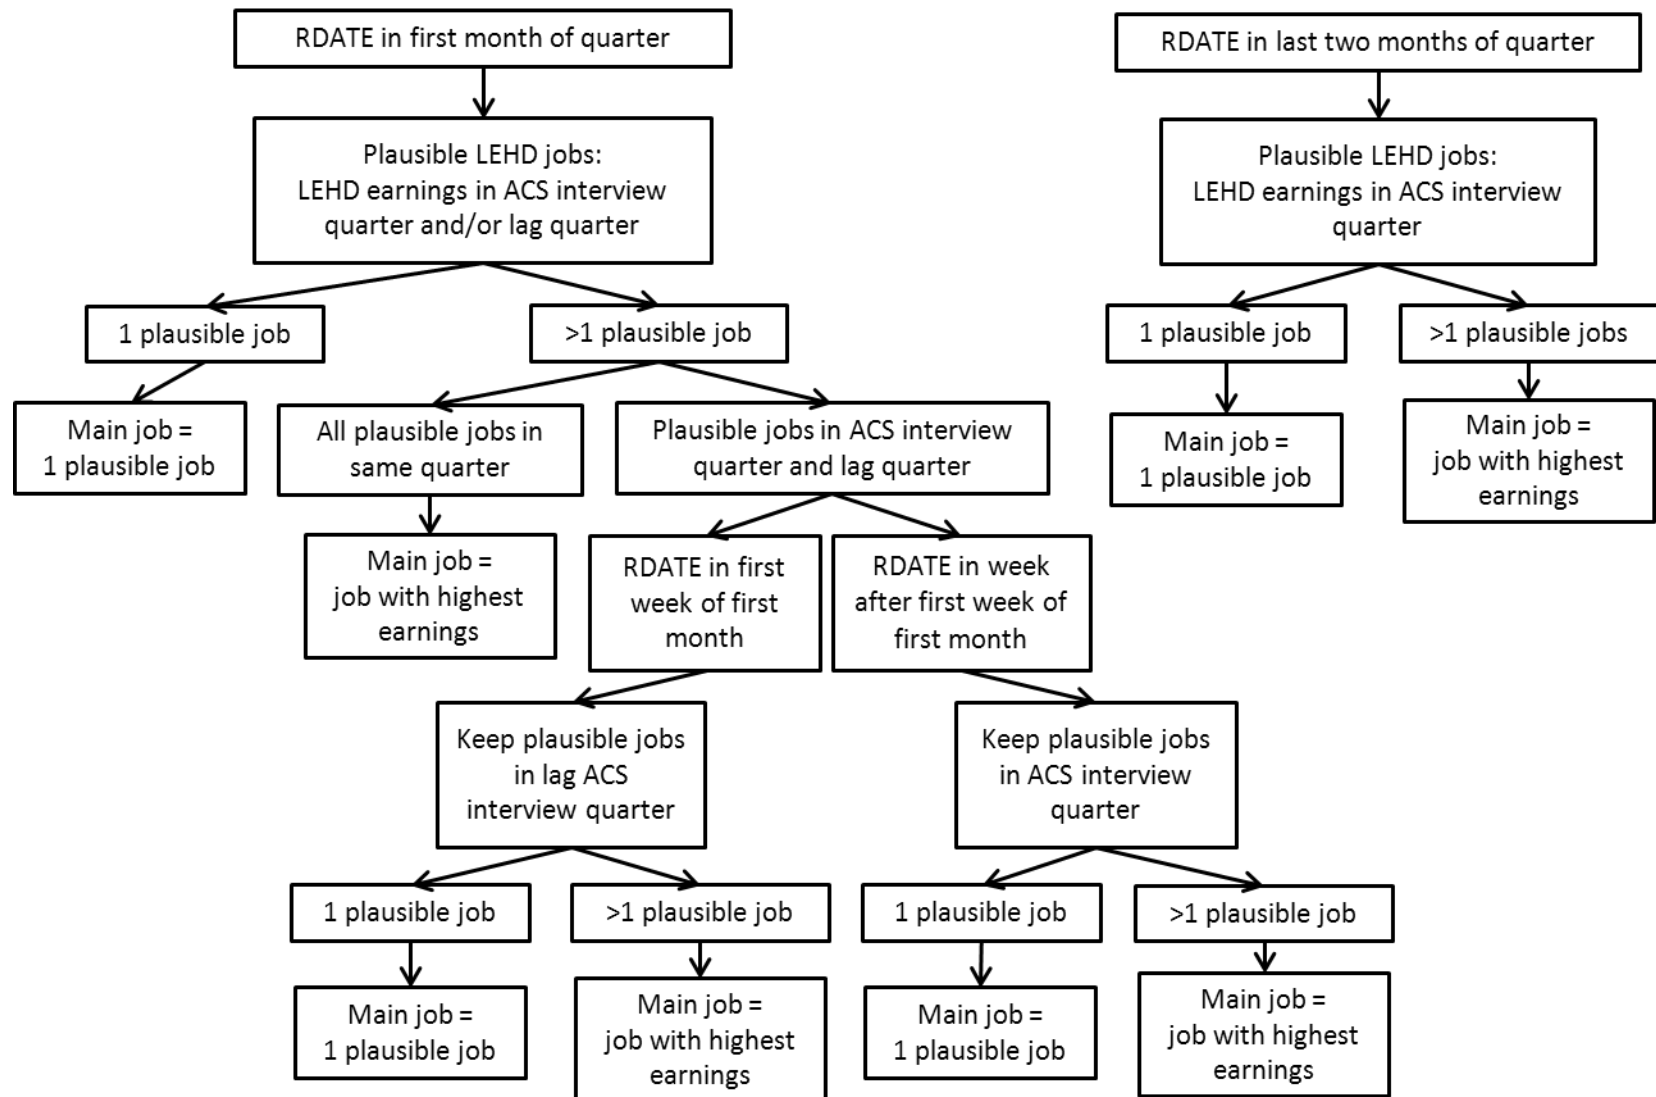 RDATE in first month of quarter
RDATE in last two months of quarter
Plausible LEHD jobs:
LEHD earnings in ACS interview
quarter and/or lag quarter
Plausible LEHD jobs:
LEHD earnings in ACS interview
quarter
1 plausible job
>1 plausible job
1 plausible job
>1 plausible jobs
Main job =
1 plausible job
All plausible jobs in
same quarter
Plausible jobs in ACS interview
quarter and lag quarter
Main job =
1 plausible job
Main job =
job with highest
earnings
Main job =
job with highest
earnings
RDATE in first
week of first
month
RDATE in week
after first week of
first month
Keep plausible jobs
in lag ACS
interview quarter
Keep plausible jobs
in ACS interview
quarter
1 plausible job
>1 plausible job
1 plausible job
>1 plausible job
Main job =
1 plausible job
Main job =
job with highest
earnings
Main job =
1 plausible job
Main job =
job with highest
earnings